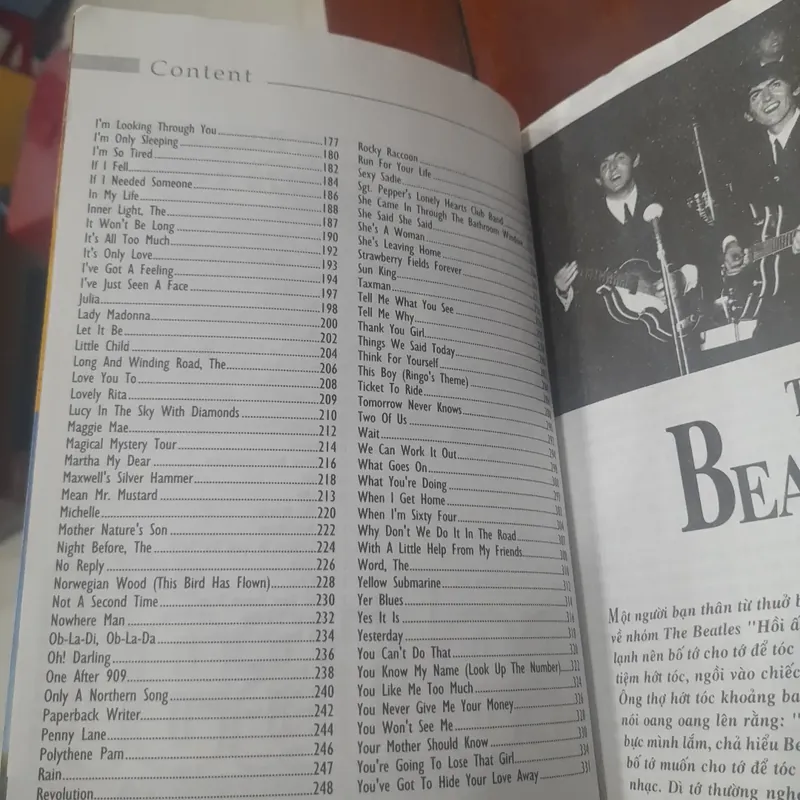 Content
I'm Looking Through You 177
I'm Only Sleeping 180
I'm So Tired 182
If I Fell 184
If I Needed Someone 186
In My Life 188
Inner Light, The 187
It Won't Be Long 190
It's All Too Much 192
It's Only Love 193
I've Got A Feeling 194
I've Just Seen A Face 197
Julia 198
Lady Madonna 200
Let It Be 202
Little Child 204
Long And Winding Road, The 206
Love You To 208
Lovely Rita 209
Lucy In The Sky With Diamonds 210
Maggie Mae 212
Magical Mystery Tour 214
Martha My Dear 216
Maxwell's Silver Hammer 218
Mean Mr. Mustard 213
Michelle 220
Mother Nature's Son 222
Night Before, The 224
No Reply 226
Norwegian Wood (This Bird Has Flown) 228
Not A Second Time 230
Nowhere Man 232
Ob-La-Di, Ob-La-Da 234
Oh! Darling 236
One After 909 238
Only A Northern Song 240
Paperback Writer 242
Penny Lane 244
Polythene Pam 246
Rain 247
Revolution 248
Rocky Raccoon
Run For Your Life
Sexy Sadie
Sgt. Pepper's Lonely Hearts Club Band
She Came In Through The Bathroom Window
She Said She Said
She's A Woman
She's Leaving Home
Strawberry Fields Forever
Sun King
Taxman
Tell Me What You See
Tell Me Why
Thank You Girl
Things We Said Today
Think For Yourself
This Boy (Ringo's Theme)
Ticket To Ride
Tomorrow Never Knows
Two Of Us
Wait
We Can Work It Out
What Goes On
What You're Doing
When I Get Home
When I'm Sixty Four
Why Don't We Do It In The Road
With A Little Help From My Friends
Word, The
Yellow Submarine
Yer Blues
Yes It Is
Yesterday
You Can't Do That
You Know My Name (Look Up The Number)
You Like Me Too Much
You Never Give Me Your Money
You Won't See Me
Your Mother Should Know
You're Going To Lose That Girl
You've Got To Hide Your Love Away
T
BEA
Một người bạn thân từ thuở
về nhóm The Beatles "Hồi ấ
lạnh nên bố tớ cho tớ để tóc
tiệm hớt tóc, ngồi vào chiếc
Ông thợ hớt tóc khoảng ba
nói oang oang lên rằng: "
bực mình lắm, chả hiểu Be
bố tớ muốn cho tớ để tóc
nhạc. Dì tớ thường ngh